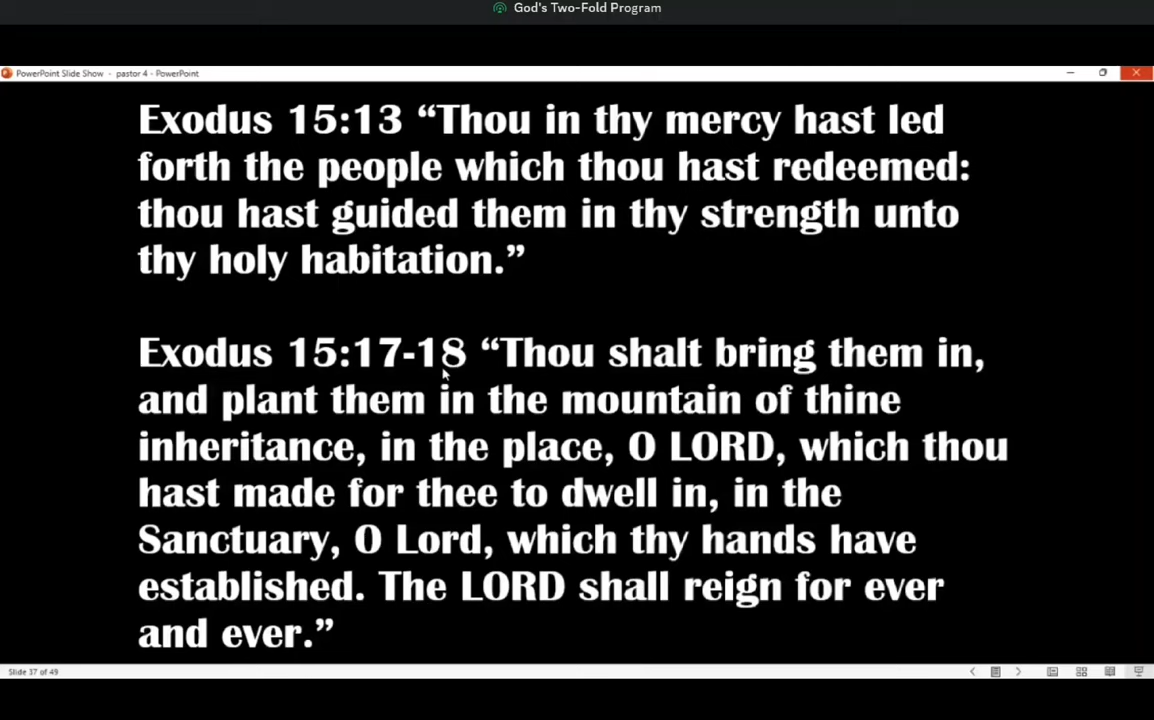 God's Two-Fold Program
PowerPoint Slide Show - pastor 4 - PowerPoint
Exodus 15:13 “Thou in thy mercy hast led
forth the people which thou hast redeemed:
thou hast guided them in thy strength unto
thy holy habitation.”
Exodus 15:17-18 “Thou shalt bring them in,
and plant them in the mountain of thine
inheritance, in the place, O LORD, which thou
hast made for thee to dwell in, in the
Sanctuary, O Lord, which thy hands have
established. The LORD shall reign for ever
and ever.”
Slide 37 of 49